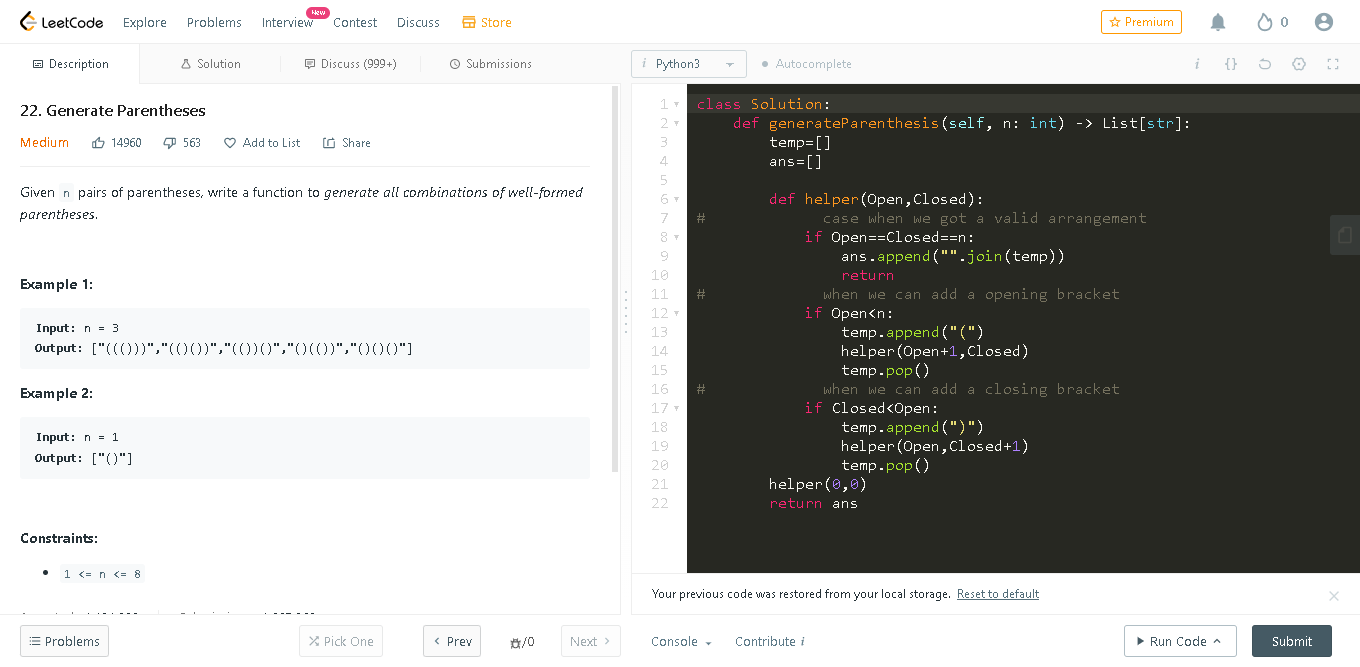 LeetCode Explore Problems Interview New Contest Discuss Store Premium 0
Description Solution Discuss (999+) Submissions
i Python3 Autocomplete i {}
22. Generate Parentheses
Medium 14960 563 Add to List Share
Given n pairs of parentheses, write a function to generate all combinations of well-formed
parentheses.
Example 1:
Input: n = 3
Output: ["((()))","(()())","(())()","()(())","()()()"]
Example 2:
Input: n = 1
Output: ["()"]
Constraints:
• 1 <= n <= 8
1 class Solution:
2     def generateParenthesis(self, n: int) -> List[str]:
3         temp=[]
4         ans=[]
5
6         def helper(Open,Closed):
7 #             case when we got a valid arrangement
8             if Open==Closed==n:
9                 ans.append("".join(temp))
10                 return
11 #             when we can add a opening bracket
12             if Open<n:
13                 temp.append("(")
14                 helper(Open+1,Closed)
15                 temp.pop()
16 #             when we can add a closing bracket
17             if Closed<Open:
18                 temp.append(")")
19                 helper(Open,Closed+1)
20                 temp.pop()
21         helper(0,0)
22         return ans
Your previous code was restored from your local storage. Reset to default
Problems Pick One Prev /0 Next Console Contribute i Run Code Submit